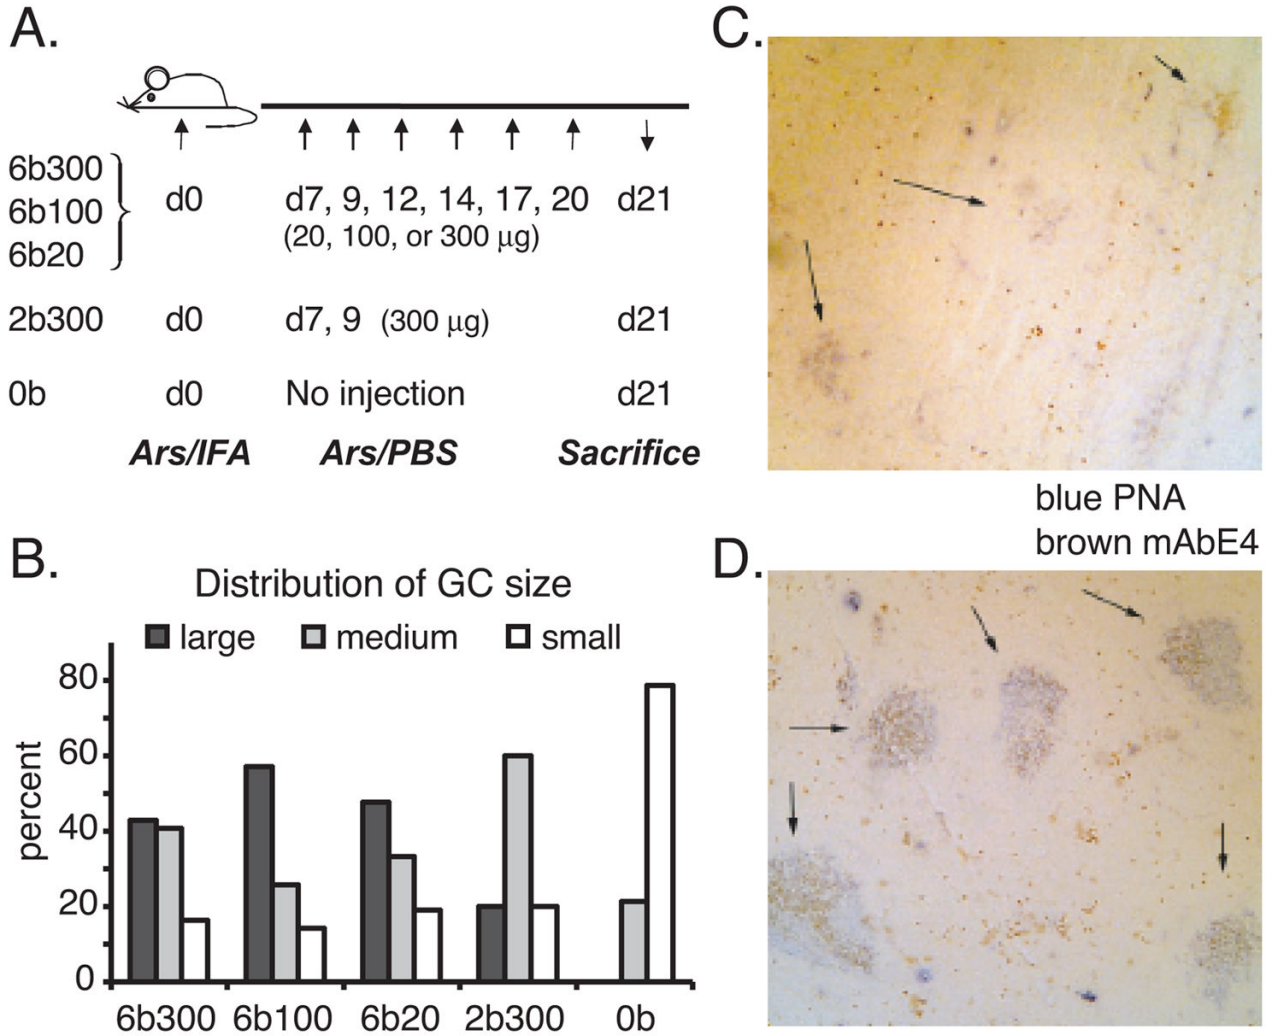 A.
6b300
6b100
6b20
d0
d7, 9, 12, 14, 17, 20
d21
(20, 100, or 300 μg)
2b300
d0
d7, 9 (300 μg)
d21
0b
d0
No injection
d21
Ars/IFA
Ars/PBS
Sacrifice
B.
Distribution of GC size
large
medium
small
percent
80
60
40
20
0
6b300
6b100
6b20
2b300
0b
C.
blue PNA
brown mAbE4
D.